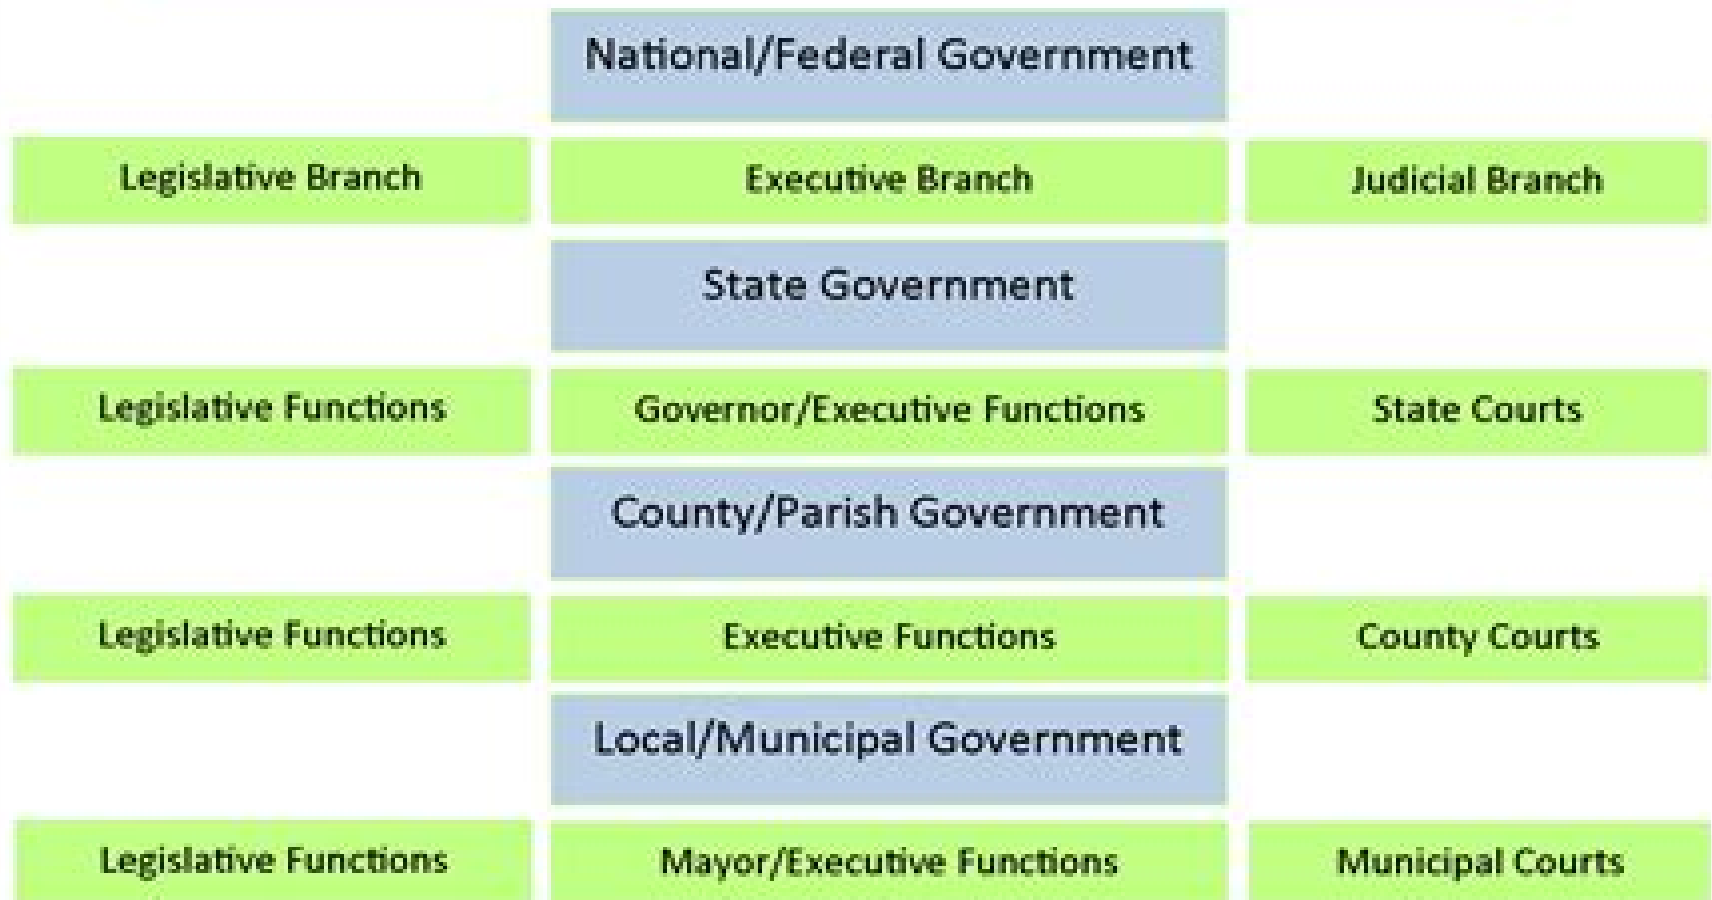 National/Federal Government
Legislative Branch
Executive Branch
Judicial Branch
State Government
Legislative Functions
Governor/Executive Functions
State Courts
County/Parish Government
Legislative Functions
Executive Functions
County Courts
Local/Municipal Government
Legislative Functions
Mayor/Executive Functions
Municipal Courts